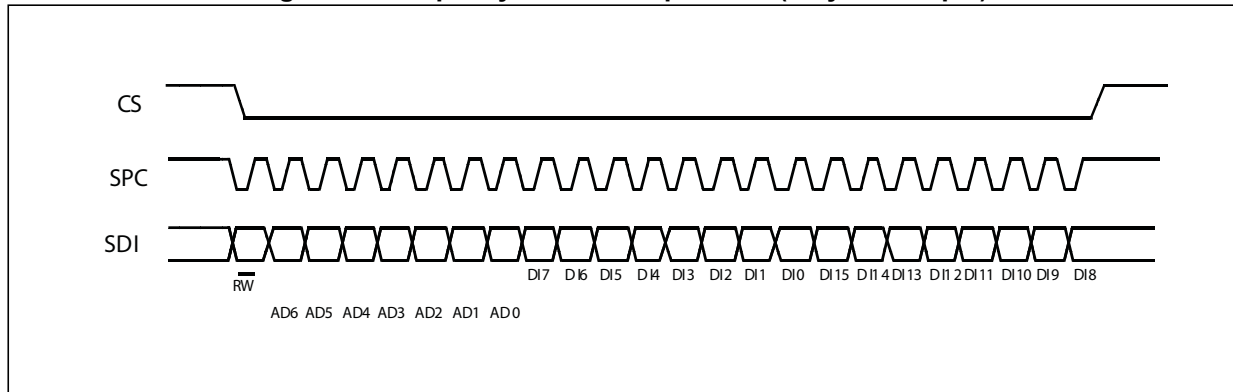 CS
SPC
SDI
RW
DI7 DI6 DI5 DI4 DI3 DI2 DI1 DI0 DI15 DI14 DI13 DI12 DI11 DI10 DI9 DI8
AD6 AD5 AD4 AD3 AD2 AD1 AD0